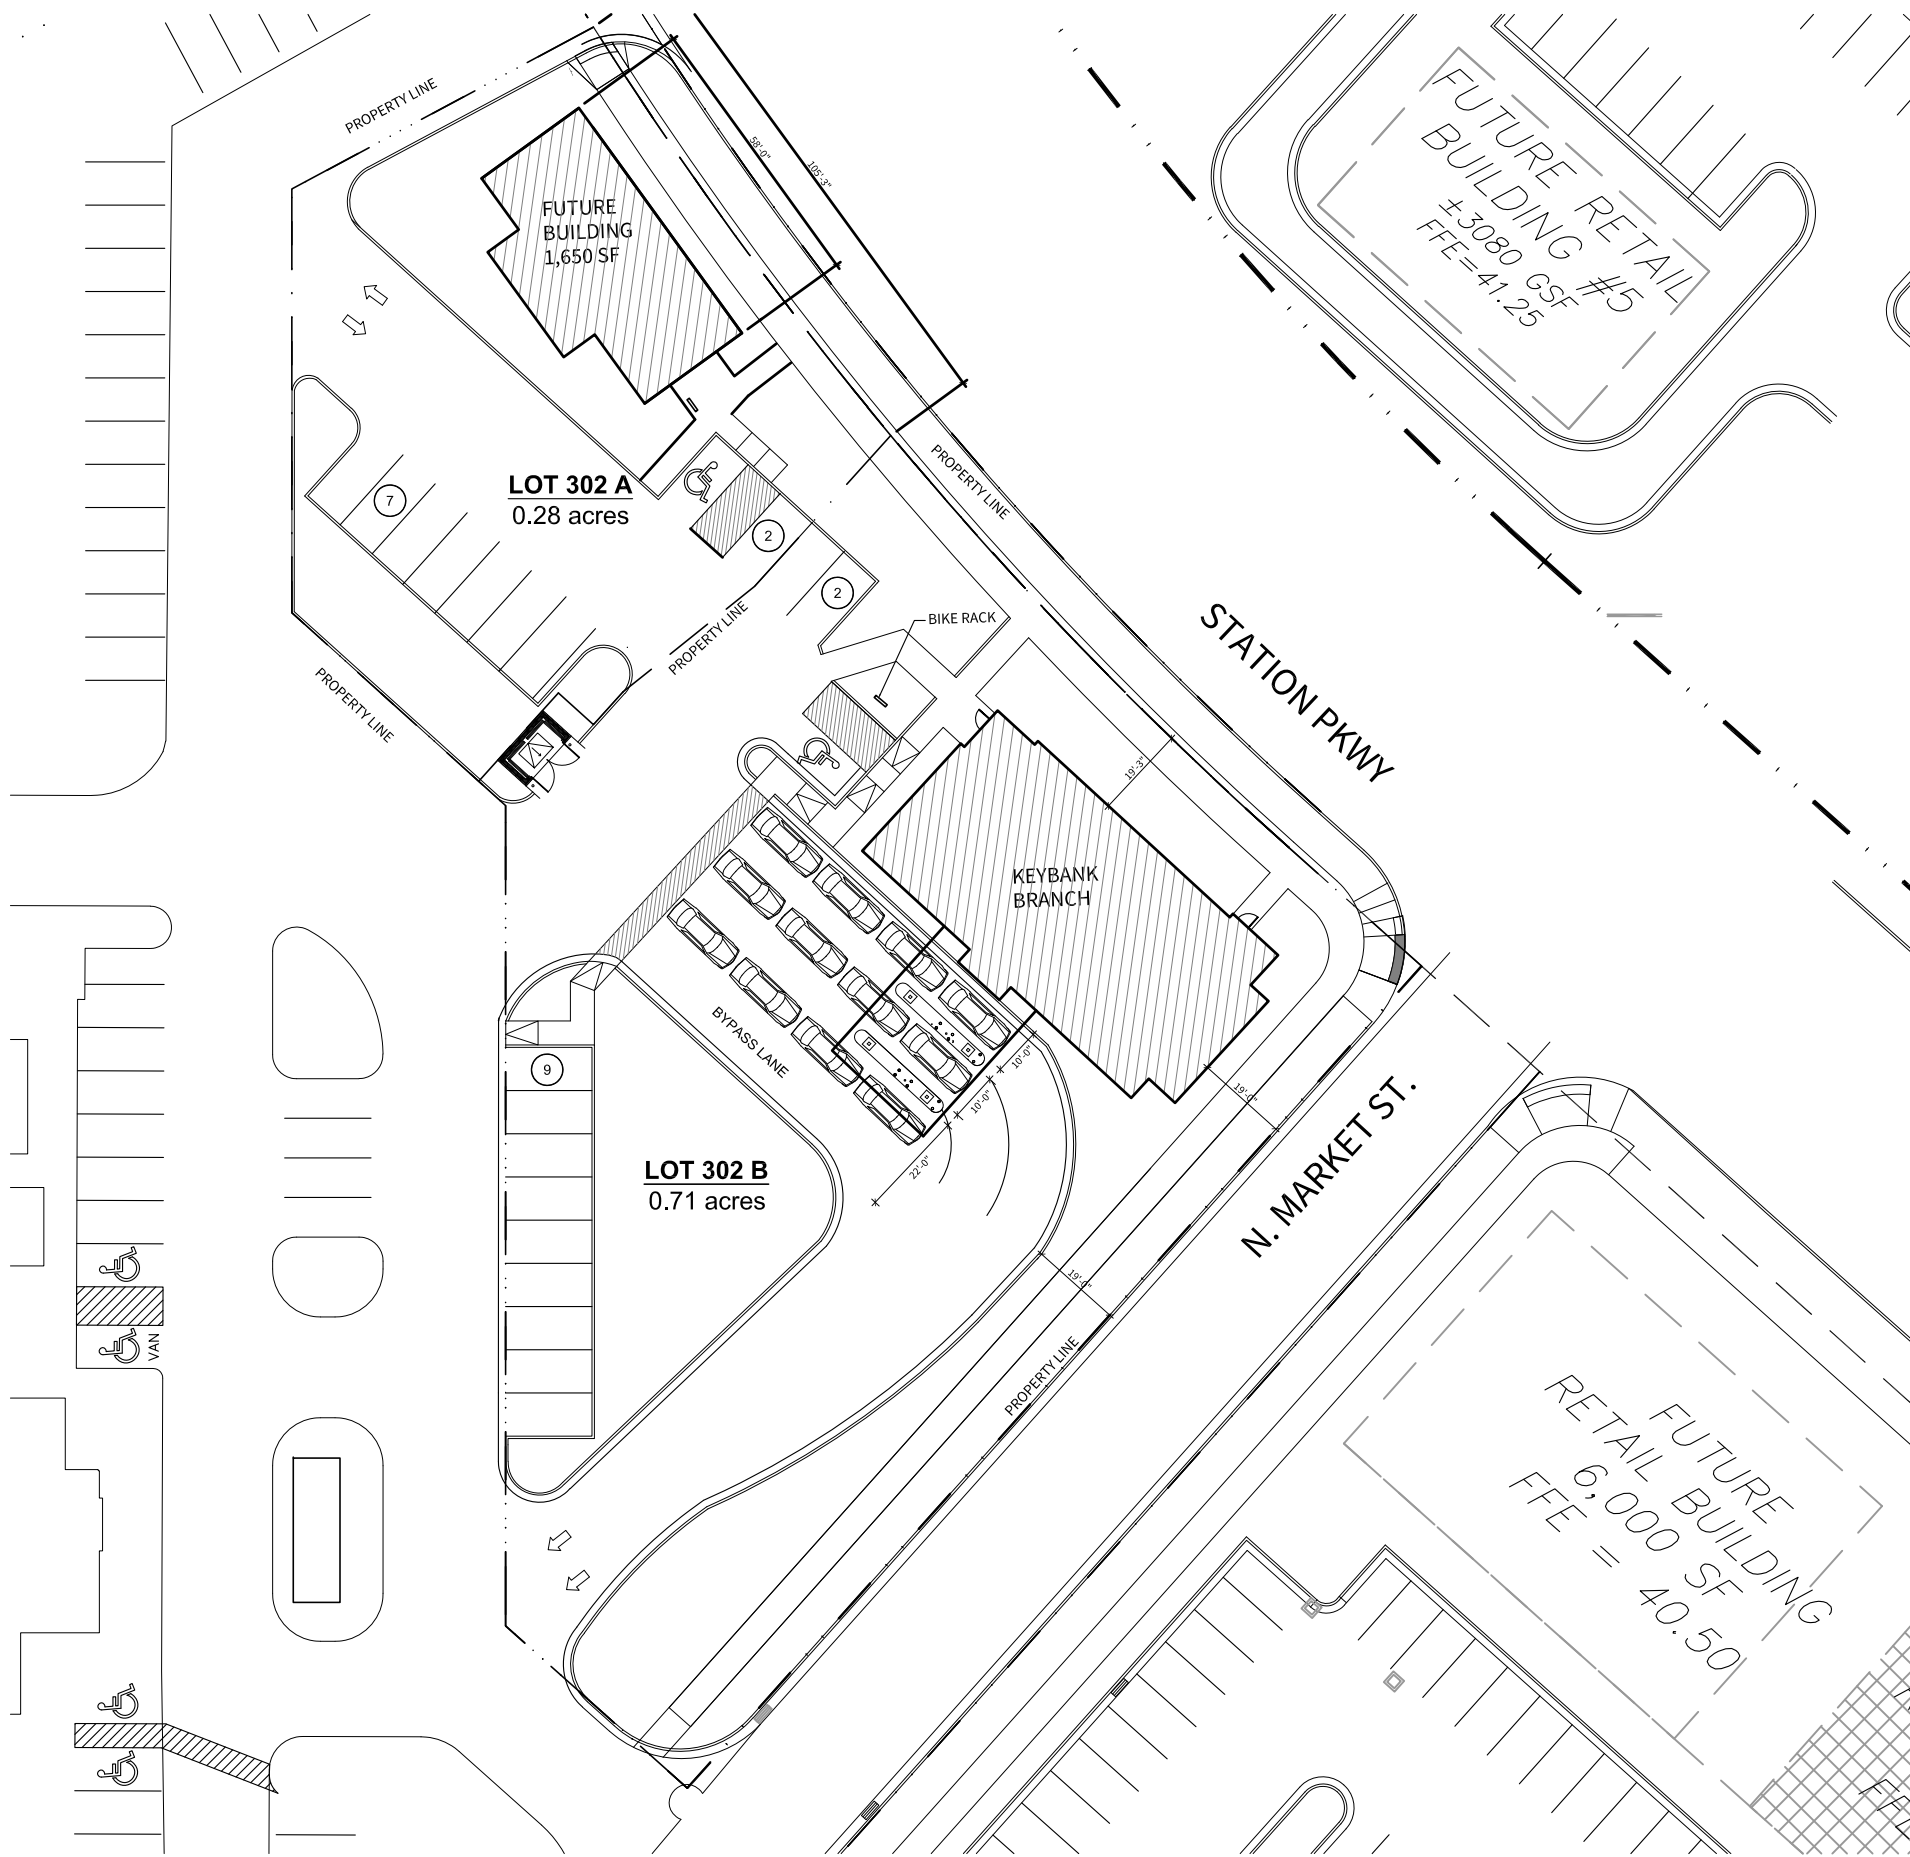 PROPERTY LINE
58'-0"
105'-3"
FUTURE RETAIL
BUILDING #5
±3080 GSF
FFE=41.25
FUTURE
BUILDING
1,650 SF
PROPERTY LINE
LOT 302 A
0.28 acres
7
2
2
BIKE RACK
PROPERTY LINE
PROPERTY LINE
STATION PKWY
19'-3"
KEYBANK
BRANCH
BYPASS LANE
9
10'-0"
10'-0"
22'-0"
19'-0"
LOT 302 B
0.71 acres
N. MARKET ST.
19'-0"
PROPERTY LINE
VAN
FUTURE
RETAIL BUILDING
6,000 SF
FFE = 40.50